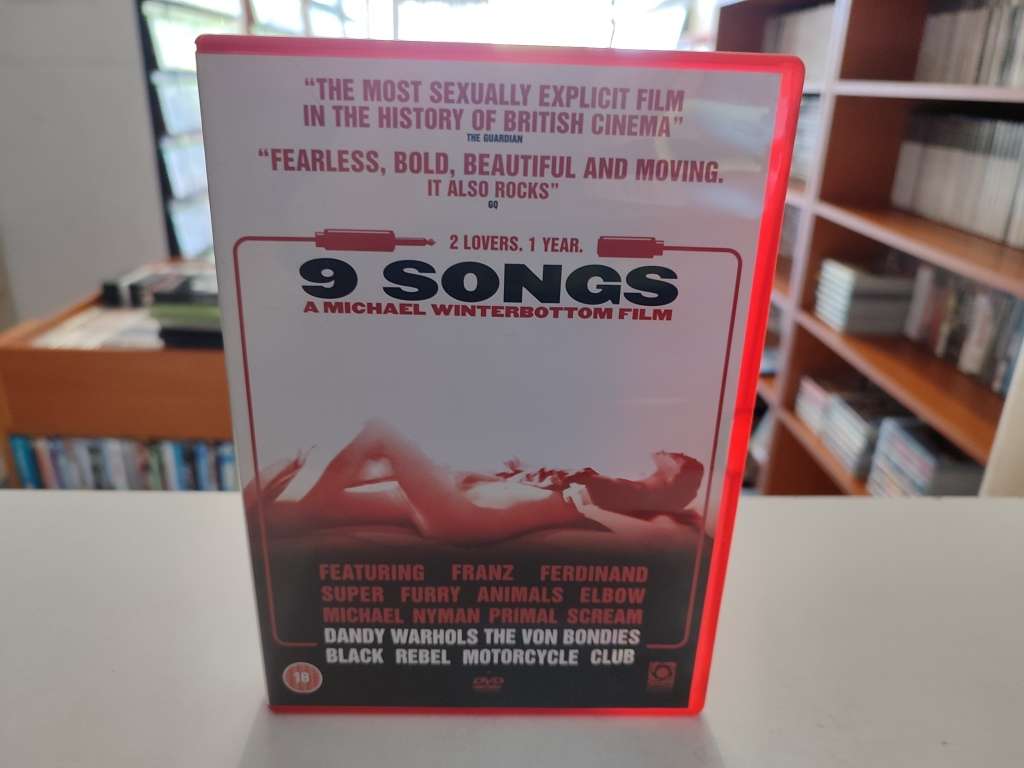 “THE MOST SEXUALLY EXPLICIT FILM
IN THE HISTORY OF BRITISH CINEMA”
THE GUARDIAN
“FEARLESS, BOLD, BEAUTIFUL AND MOVING.
IT ALSO ROCKS”
GQ
2 LOVERS. 1 YEAR.
9 SONGS
A MICHAEL WINTERBOTTOM FILM
FEATURING FRANZ FERDINAND
SUPER FURRY ANIMALS ELBOW
MICHAEL NYMAN PRIMAL SCREAM
DANDY WARHOLS THE VON BONDIES
BLACK REBEL MOTORCYCLE CLUB
18
DVD